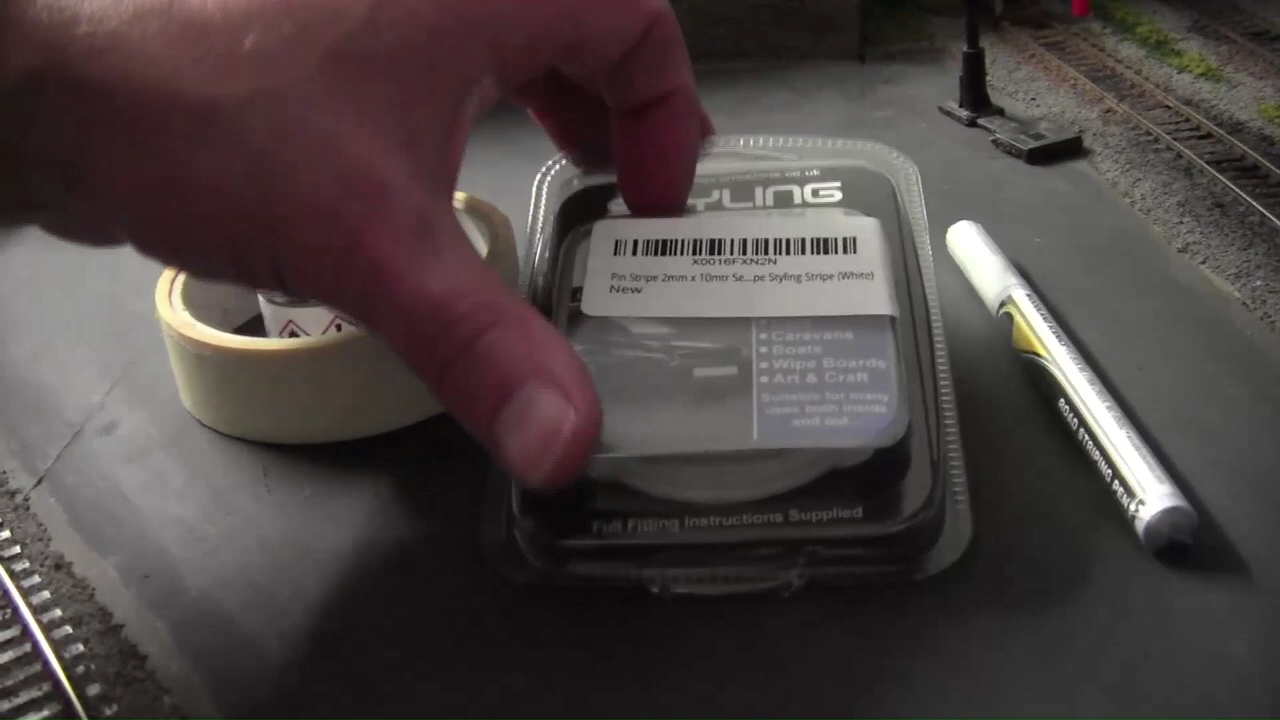 YLING
X0016FXN2N
Pin Stripe 2mm x 10mtr Se...pe Styling Stripe (White)
New
• Caravans
• Boats
• Wipe Boards
• Art & Craft
Suitable for many
uses both inside
and out...
Full Fitting Instructions Supplied
ROAD STRIPING PEN